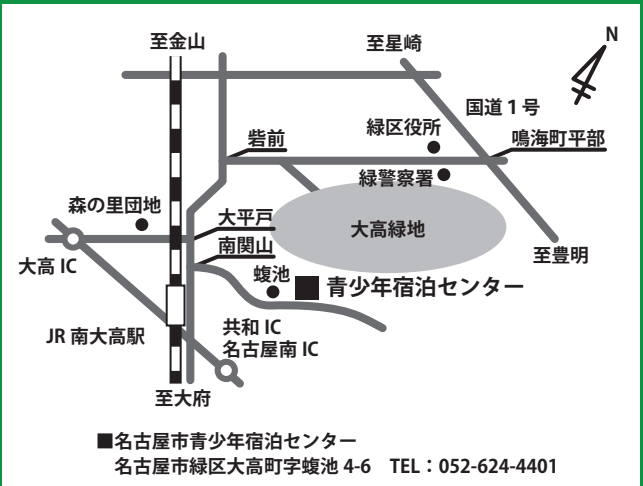 至金山
至星崎
N
国道1号
緑区役所
砦前
鳴海町平部
緑警察署
森の里団地
大平戸
大高緑地
南関山
至豊明
大高 IC
蝮池
青少年宿泊センター
JR 南大高駅
共和 IC
名古屋南 IC
至大府
■名古屋市青少年宿泊センター
名古屋市緑区大高町字蝮池 4-6 TEL：052-624-4401